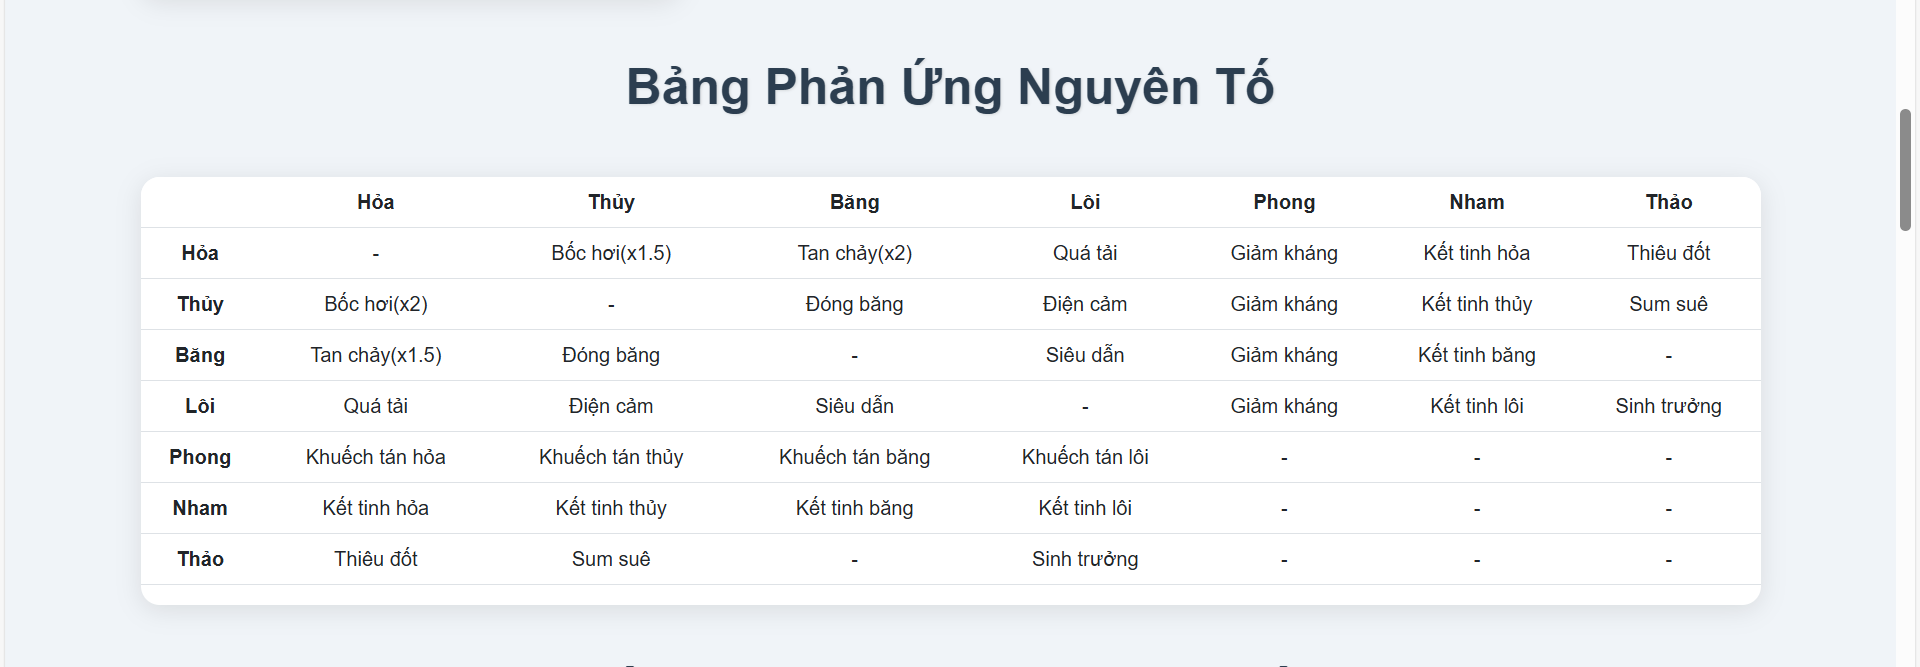 Bảng Phản Ứng Nguyên Tố
Hỏa Thủy Băng Lôi Phong Nham Thảo
Hỏa - Bốc hơi(x1.5) Tan chảy(x2) Quá tải Giảm kháng Kết tinh hỏa Thiêu đốt
Thủy Bốc hơi(x2) - Đóng băng Điện cảm Giảm kháng Kết tinh thủy Sum suê
Băng Tan chảy(x1.5) Đóng băng - Siêu dẫn Giảm kháng Kết tinh băng -
Lôi Quá tải Điện cảm Siêu dẫn - Giảm kháng Kết tinh lôi Sinh trưởng
Phong Khuếch tán hỏa Khuếch tán thủy Khuếch tán băng Khuếch tán lôi - - -
Nham Kết tinh hỏa Kết tinh thủy Kết tinh băng Kết tinh lôi - - -
Thảo Thiêu đốt Sum suê - Sinh trưởng - - -